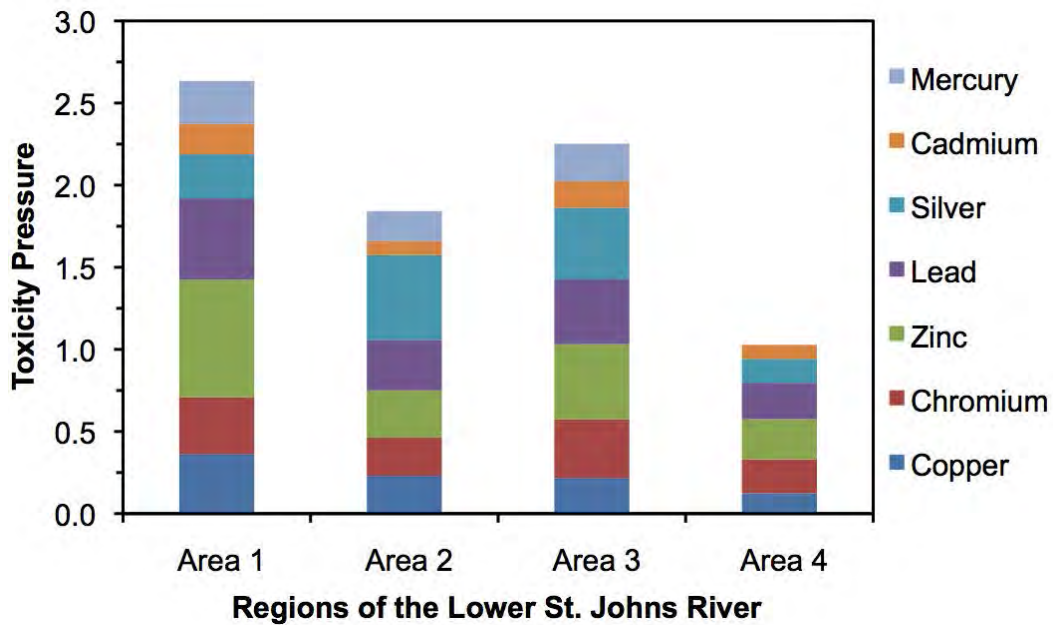 Toxicity Pressure
3.0
2.5
2.0
1.5
1.0
0.5
0.0
Area 1
Area 2
Area 3
Area 4
Regions of the Lower St. Johns River
Mercury
Cadmium
Silver
Lead
Zinc
Chromium
Copper